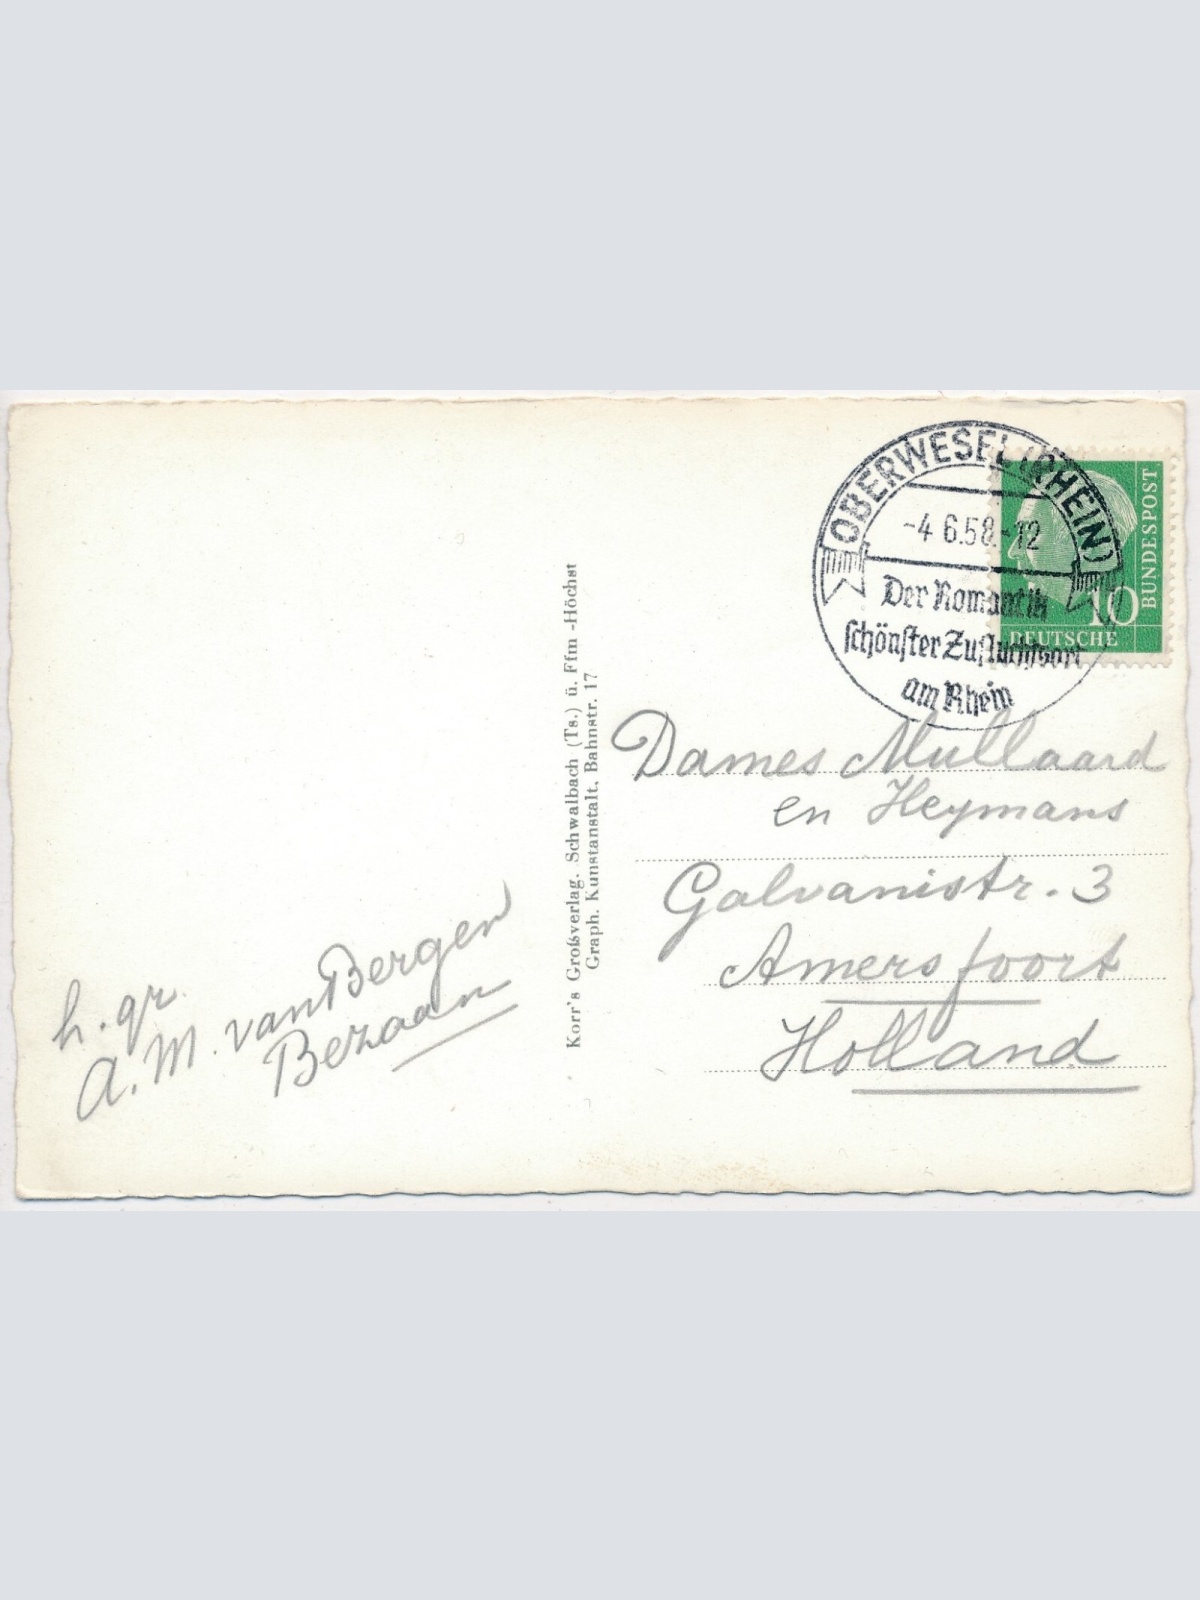 OBERWESEL (RHEIN)
-4.6.58.-12
Der Romantik
schönster Zufluchtsort
am Rhein
BUNDESPOST
10
DEUTSCHE
Korr's Großverlag. Schwalbach (Ts.) ü. Ffm -Höchst
Graph. Kunstanstalt, Bahnstr. 17
h. gr.
A. M. van Bergen
Bezaan
Dames Mullaard
en Heymans
Galvanistr. 3
Amersfoort
Holland